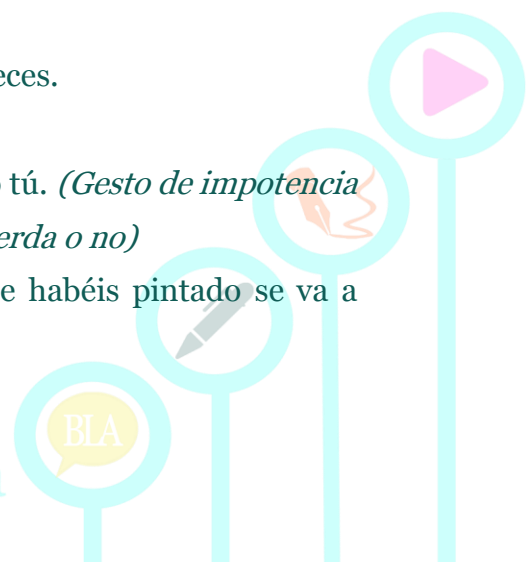 eces.
tú. (Gesto de impotencia
erda o no)
e habéis pintado se va a
BLA